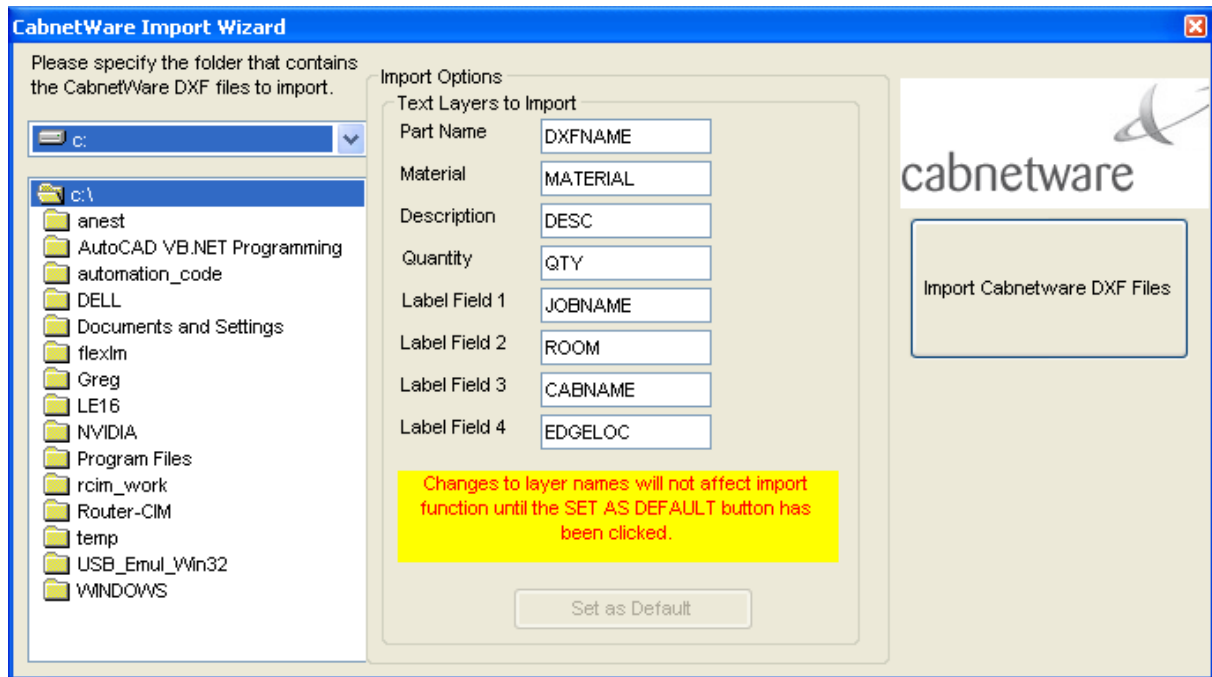 CabnetWare Import Wizard
Please specify the folder that contains
the CabnetWare DXF files to import.
c:
c:\
anest
AutoCAD VB.NET Programming
automation_code
DELL
Documents and Settings
flexlm
Greg
LE16
NVIDIA
Program Files
rcim_work
Router-CIM
temp
USB_Emul_Win32
WINDOWS
Import Options
Text Layers to Import
Part Name DXFNAME
Material MATERIAL
Description DESC
Quantity QTY
Label Field 1 JOBNAME
Label Field 2 ROOM
Label Field 3 CABNAME
Label Field 4 EDGELOC
Changes to layer names will not affect import
function until the SET AS DEFAULT button has
been clicked.
Set as Default
cabnetware
Import Cabnetware DXF Files